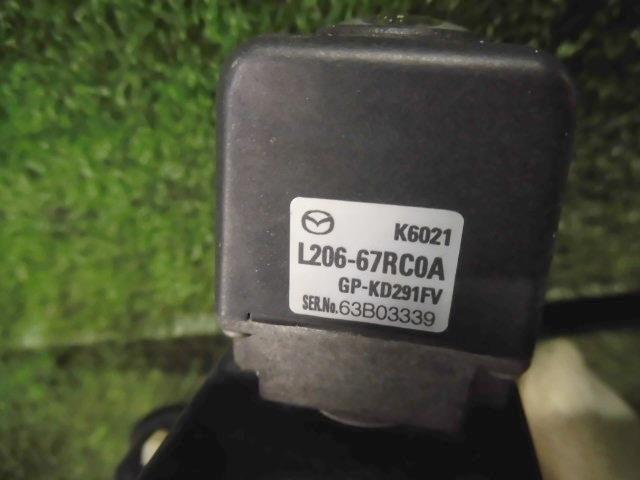 K6021
L206-67RC0A
GP-KD291FV
SER.No.63B03339